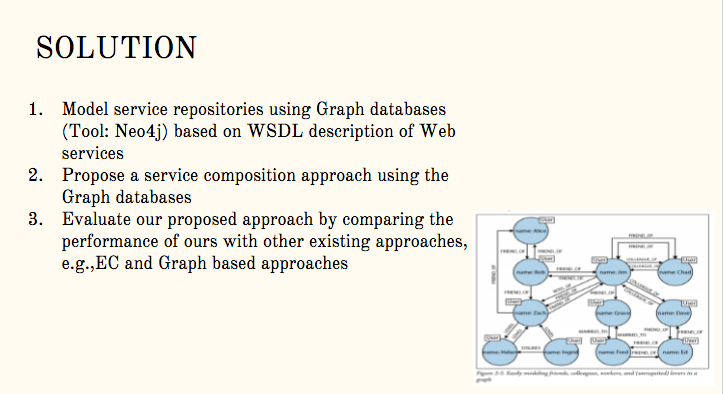 SOLUTION
1. Model service repositories using Graph databases
(Tool: Neo4j) based on WSDL description of Web
services
2. Propose a service composition approach using the
Graph databases
3. Evaluate our proposed approach by comparing the
performance of ours with other existing approaches,
e.g.,EC and Graph based approaches
User
name: Alice
FRIEND_OF
FRIEND_OF
FRIEND_OF
FRIEND_OF
User
name: Bob
FRIEND_OF
User
name: Jim
COLLEAGUE_OF
User
name: Chad
FRIEND_OF
User
name: Zach
User
name: Grace
User
name: Dave
MARRIED_TO
MARRIED_TO
FRIEND_OF
FRIEND_OF
User
User
User
User
name: Ingrid
name: Fred
FRIEND_OF
name: Ed
Figure 2-5. Easily modeling friends, colleagues, workers, and (unrequited) lovers in a
graph